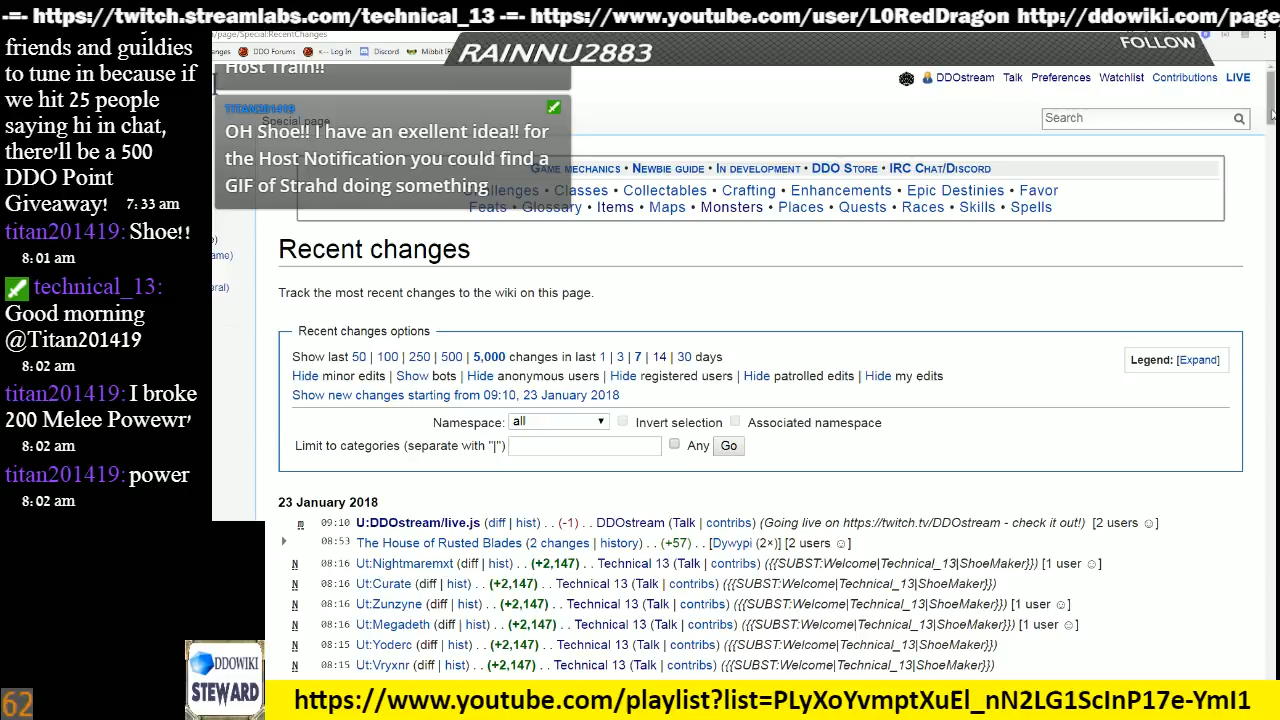 -=- https://twitch.streamlabs.com/technical_13 -=- https://www.youtube.com/user/L0RedDragon http://ddowiki.com/page
friends and guildies
to tune in because if
we hit 25 people
saying hi in chat,
there'll be a 500
DDO Point
Giveaway! 7:33 am
titan201419: Shoe!!
8:01 am
technical_13:
Good morning
@Titan201419
8:02 am
titan201419: I broke
200 Melee Powewr'
8:02 am
titan201419: power
8:02 am
62
/page/Special:RecentChanges
anges DDO Forums <-- Log In Discord Mibbit IR
RAINNU2883
FOLLOW
Host Train!!
TITAN201419
OH Shoe!! I have an exellent idea!! for
the Host Notification you could find a
GIF of Strahd doing something
Special page
DDOstream Talk Preferences Watchlist Contributions LIVE
Search
Game mechanics • Newbie guide • In development • DDO Store • IRC Chat/Discord
Challenges • Classes • Collectables • Crafting • Enhancements • Epic Destinies • Favor
Feats • Glossary • Items • Maps • Monsters • Places • Quests • Races • Skills • Spells
ame)
ral)
Recent changes
Track the most recent changes to the wiki on this page.
Recent changes options
Show last 50 | 100 | 250 | 500 | 5,000 changes in last 1 | 3 | 7 | 14 | 30 days
Legend: [Expand]
Hide minor edits | Show bots | Hide anonymous users | Hide registered users | Hide patrolled edits | Hide my edits
Show new changes starting from 09:10, 23 January 2018
Namespace: all Invert selection Associated namespace
Limit to categories (separate with "|") Any Go
23 January 2018
m 09:10 U:DDOstream/live.js (diff | hist) . . (-1) . . DDOstream (Talk | contribs) (Going live on https://twitch.tv/DDOstream - check it out!) [2 users ☺]
08:53 The House of Rusted Blades (2 changes | history) . . (+57) . . [Dywypi (2×)] [2 users ☺]
N 08:16 Ut:Nightmaremxt (diff | hist) . . (+2,147) . . Technical 13 (Talk | contribs) ({{SUBST:Welcome|Technical_13|ShoeMaker}}) [1 user ☺]
N 08:16 Ut:Curate (diff | hist) . . (+2,147) . . Technical 13 (Talk | contribs) ({{SUBST:Welcome|Technical_13|ShoeMaker}})
N 08:16 Ut:Zunzyne (diff | hist) . . (+2,147) . . Technical 13 (Talk | contribs) ({{SUBST:Welcome|Technical_13|ShoeMaker}}) [1 user ☺]
N 08:16 Ut:Megadeth (diff | hist) . . (+2,147) . . Technical 13 (Talk | contribs) ({{SUBST:Welcome|Technical_13|ShoeMaker}}) [1 user ☺]
N 08:15 Ut:Yoderc (diff | hist) . . (+2,147) . . Technical 13 (Talk | contribs) ({{SUBST:Welcome|Technical_13|ShoeMaker}})
N 08:15 Ut:Vryxnr (diff | hist) . . (+2,147) . . Technical 13 (Talk | contribs) ({{SUBST:Welcome|Technical_13|ShoeMaker}})
DDOWIKI
STEWARD
https://www.youtube.com/playlist?list=PLyXoYvmptXuEl_nN2LG1ScInP17e-YmI1